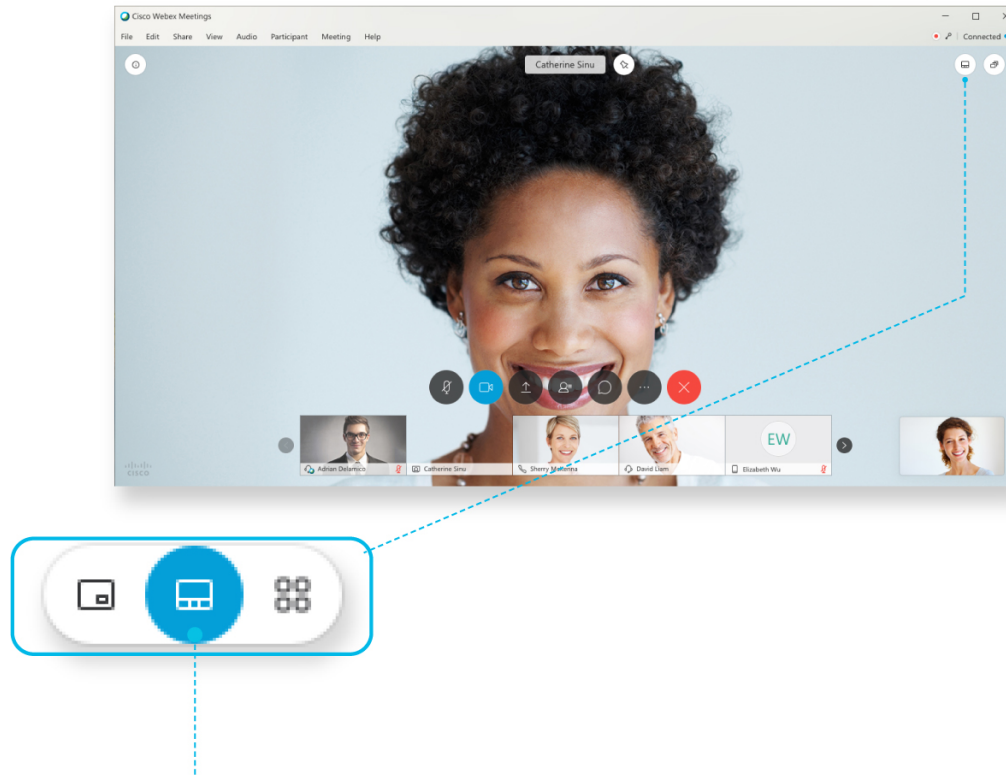 Cisco Webex Meetings
File Edit Share View Audio Participant Meeting Help
Connected
Catherine Sinu
Adrian Delamico
Catherine Sinu
Sherry McKenna
David Liam
EW
Elizabeth Wu
CISCO